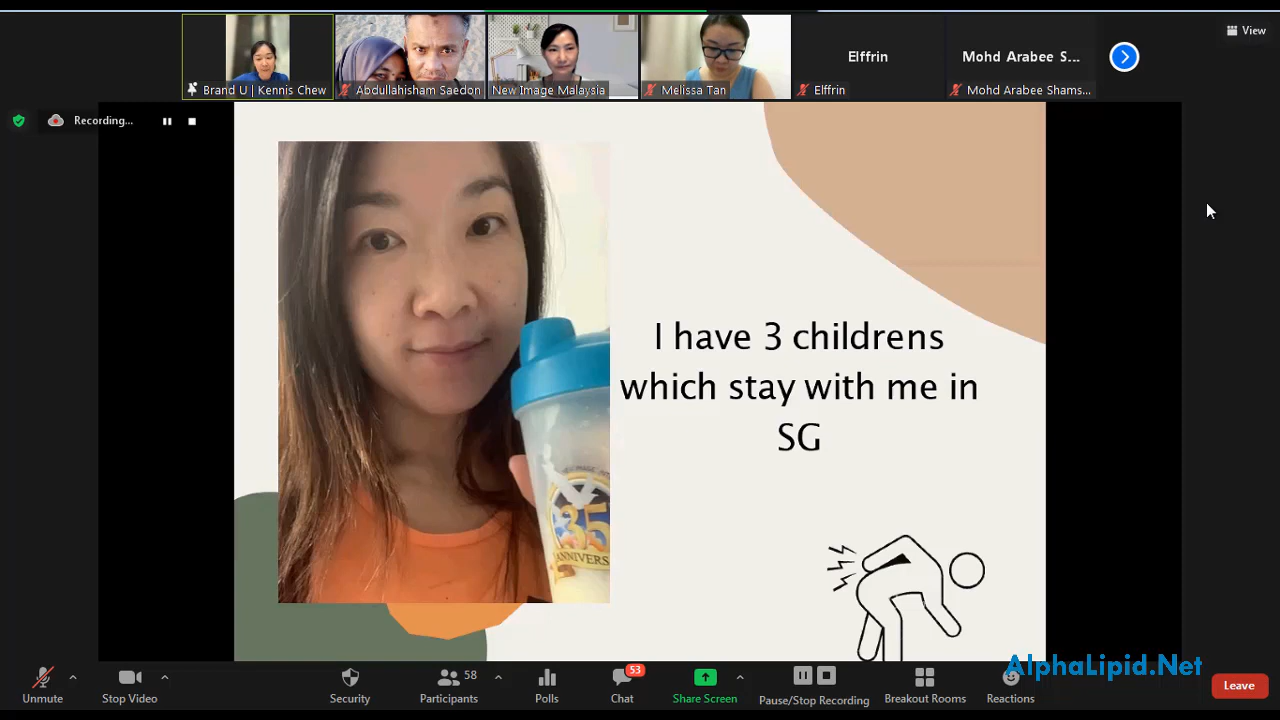 View
Elffrin
Mohd Arabee S...
Brand U | Kennis Chew
Abdullahisham Saedon
New Image Malaysia
Melissa Tan
Elffrin
Mohd Arabee Shams...
Recording...
I have 3 childrens
which stay with me in
SG
35
ANNIVERS
AlphaLipid.Net
Unmute
Stop Video
Security
58
Participants
Polls
53
Chat
Share Screen
Pause/Stop Recording
Breakout Rooms
Reactions
Leave